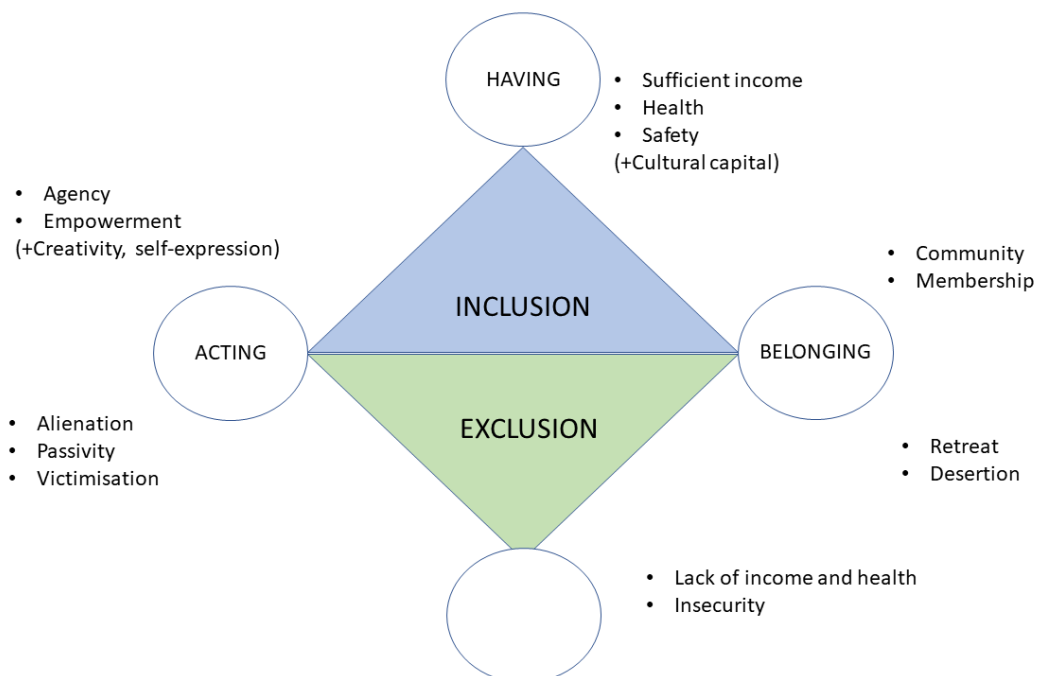 HAVING
• Sufficient income
• Health
• Safety
(+Cultural capital)
• Agency
• Empowerment
(+Creativity, self-expression)
• Community
• Membership
INCLUSION
ACTING
BELONGING
EXCLUSION
• Alienation
• Passivity
• Victimisation
• Retreat
• Desertion
• Lack of income and health
• Insecurity